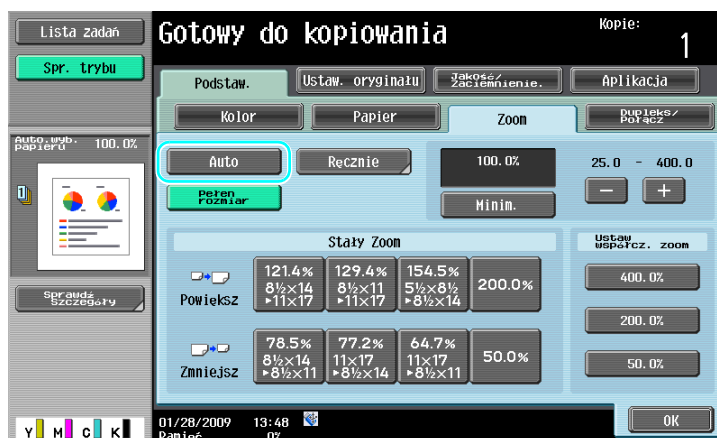 Lista zadań
Gotowy do kopiowania
Kopie:
1
Spr. trybu
Podstaw.
Ustaw. oryginału
Jakość/
zaciemnienie.
Aplikacja
Kolor
Papier
Zoom
Dupleks/
Połącz
Auto.wyb.
papieru
100.0%
Auto
Ręcznie
100.0%
25.0 - 400.0
Pełen
rozmiar
Minim.
− +
1
Stały Zoom
Ustaw
współcz. zoom
Powiększ
121.4%
8½×14
▸11×17
129.4%
8½×11
▸11×17
154.5%
5½×8½
▸8½×14
200.0%
400.0%
Sprawdź
Szczegóły
200.0%
Zmniejsz
78.5%
8½×14
▸8½×11
77.2%
11×17
▸8½×14
64.7%
11×17
▸8½×11
50.0%
50.0%
Y M C K
01/28/2009 13:48
Pamięć 0%
OK